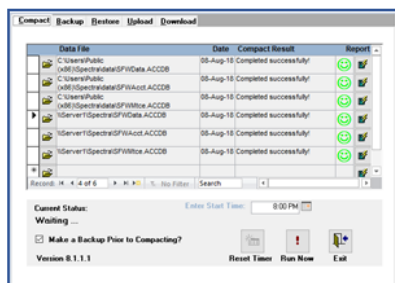 Compact Backup Restore Upload Download
Data File Date Compact Result Report
C:\Users\Public 08-Aug-18 Completed successfully!
(x86)\Spectra\data\SFWData.ACCDB
C:\Users\Public 08-Aug-18 Completed successfully!
(x86)\Spectra\data\SFWAcct.ACCDB
C:\Users\Public 08-Aug-18 Completed successfully!
(x86)\Spectra\SFWMtce.ACCDB
\\Server1\Spectra\SFWData.ACCDB 08-Aug-18 Completed successfully!
\\Server1\Spectra\SFWAcct.ACCDB 08-Aug-18 Completed successfully!
\\Server1\Spectra\SFWMtce.ACCDB 08-Aug-18 Completed successfully!
Record: 4 of 6 No Filter Search
Current Status: Enter Start Time: 8:00 PM
Waiting ...
Make a Backup Prior to Compacting?
Version 8.1.1.1 Reset Timer Run Now Exit